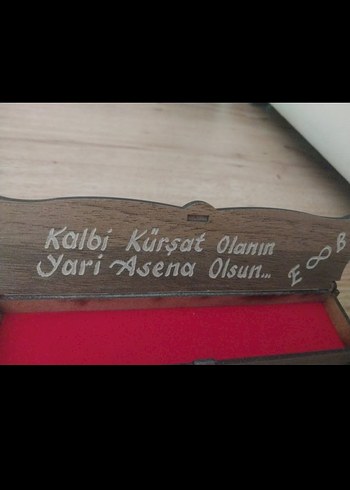 Kalbi Kürşat Olanın
Yari Asena Olsun...
E ∞ B